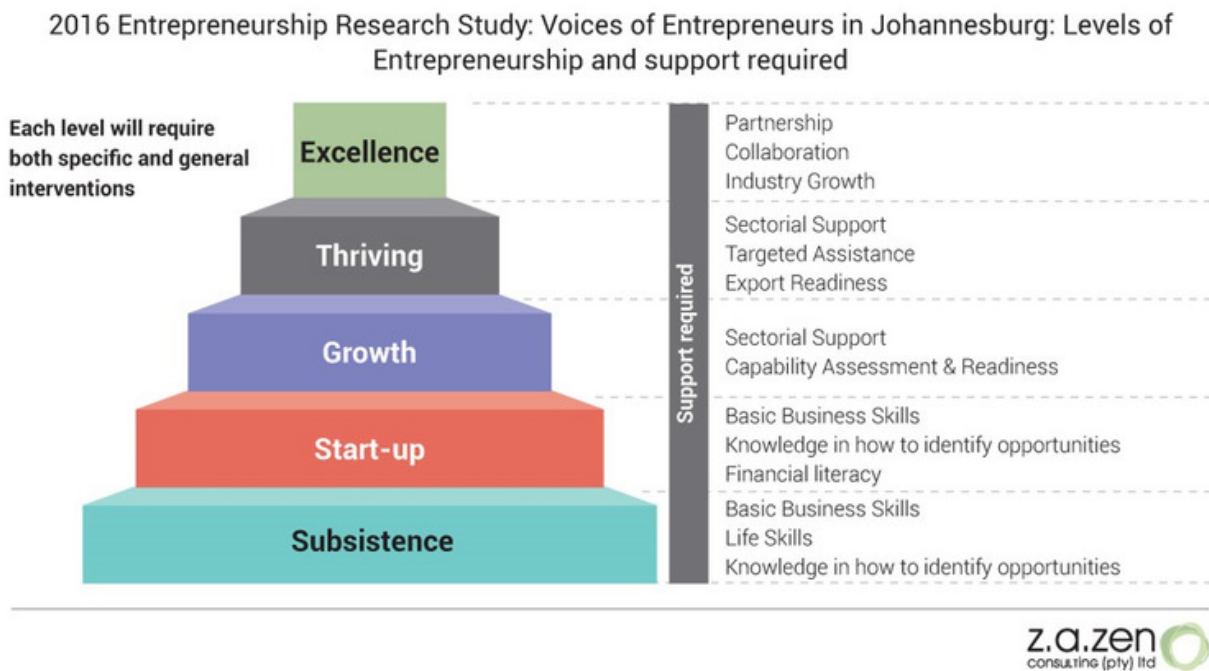 2016 Entrepreneurship Research Study: Voices of Entrepreneurs in Johannesburg: Levels of
Entrepreneurship and support required
Each level will require
both specific and general
interventions
Excellence
Thriving
Growth
Start-up
Subsistence
Support required
Partnership
Collaboration
Industry Growth
Sectorial Support
Targeted Assistance
Export Readiness
Sectorial Support
Capability Assessment & Readiness
Basic Business Skills
Knowledge in how to identify opportunities
Financial literacy
Basic Business Skills
Life Skills
Knowledge in how to identify opportunities
z.a.zen
consulting (pty) ltd